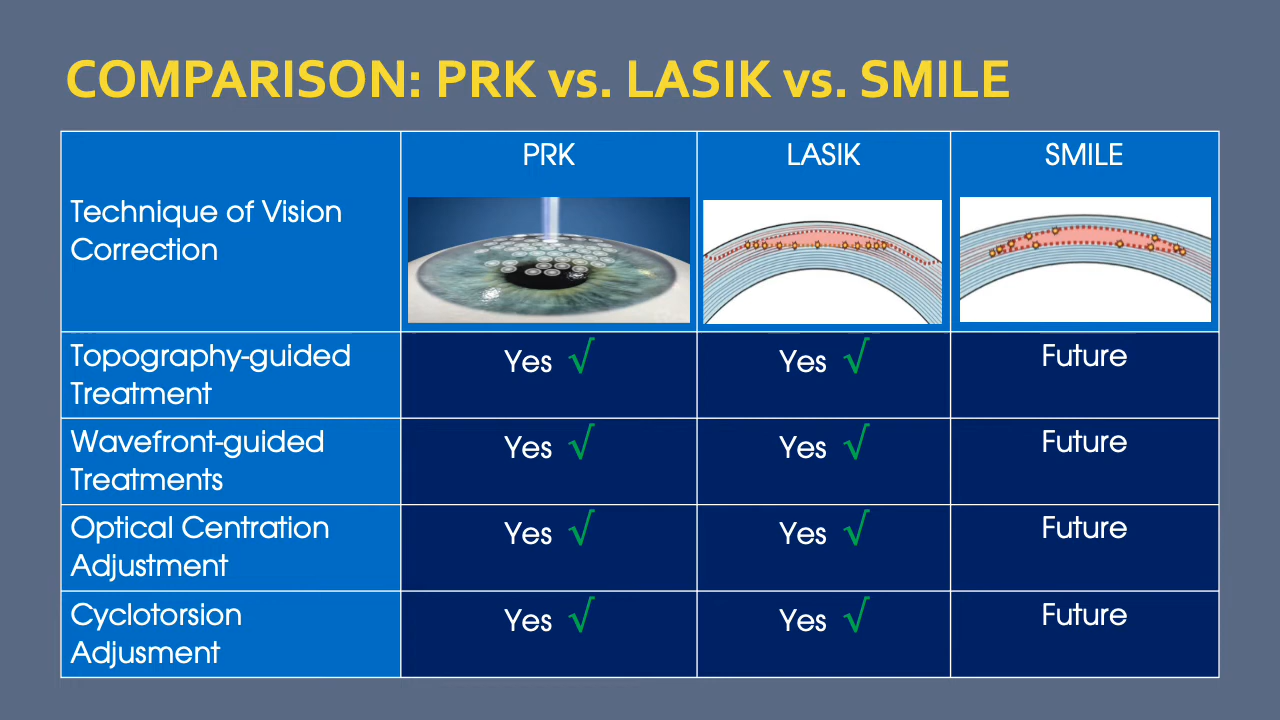 COMPARISON: PRK vs. LASIK vs. SMILE
Technique of Vision
Correction
PRK
LASIK
SMILE
Topography-guided
Treatment
Yes √
Yes √
Future
Wavefront-guided
Treatments
Yes √
Yes √
Future
Optical Centration
Adjustment
Yes √
Yes √
Future
Cyclotorsion
Adjusment
Yes √
Yes √
Future